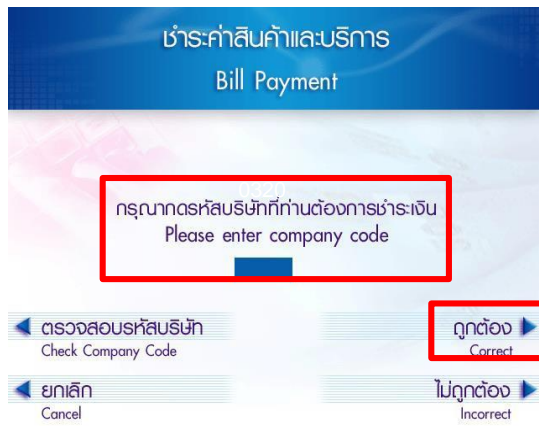 ชำระค่าสินค้าและบริการ
Bill Payment
0320
กรุณากดรหัสบริษัทที่ท่านต้องการชำระเงิน
Please enter company code
ตรวจสอบรหัสบริษัท
Check Company Code
ถูกต้อง
Correct
ยกเลิก
Cancel
ไม่ถูกต้อง
Incorrect